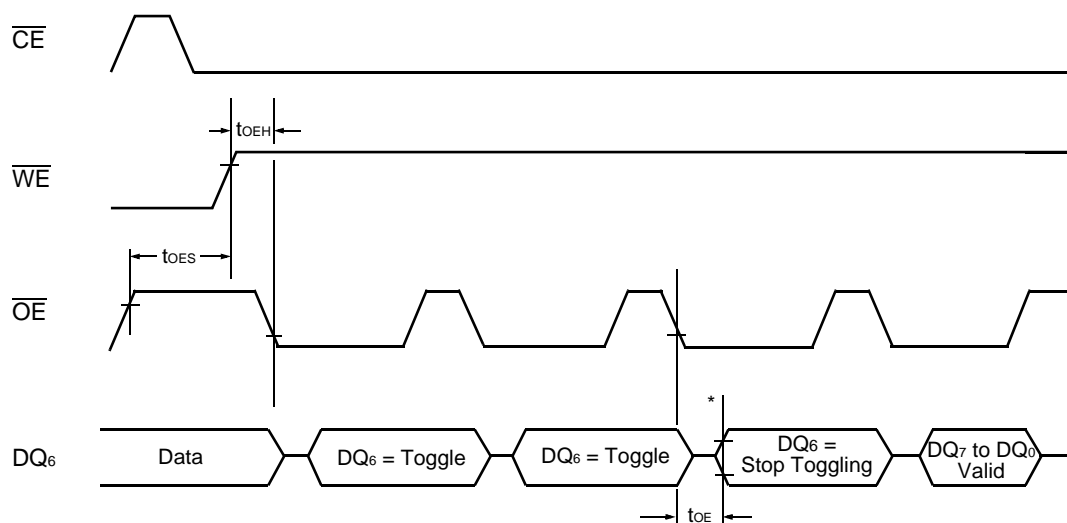 CE
tOEH
WE
tOES
OE
*
DQ6
Data
DQ6 = Toggle
DQ6 = Toggle
DQ6 =
Stop Toggling
DQ7 to DQ0
Valid
tOE